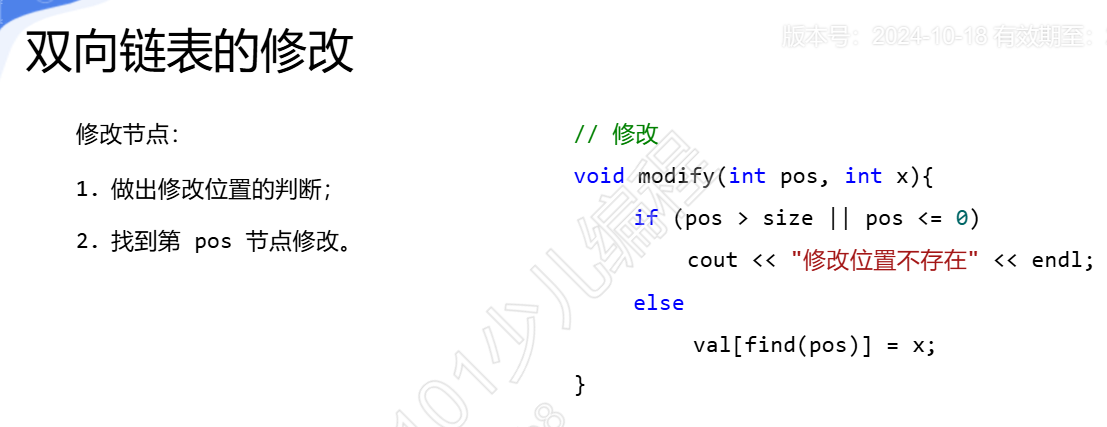 双向链表的修改
版本号：2024-10-18 有效期至：
修改节点：
1. 做出修改位置的判断；
2. 找到第 pos 节点修改。
// 修改
void modify(int pos, int x){
if (pos > size || pos <= 0)
cout << "修改位置不存在" << endl;
else
val[find(pos)] = x;
}
101少儿编程